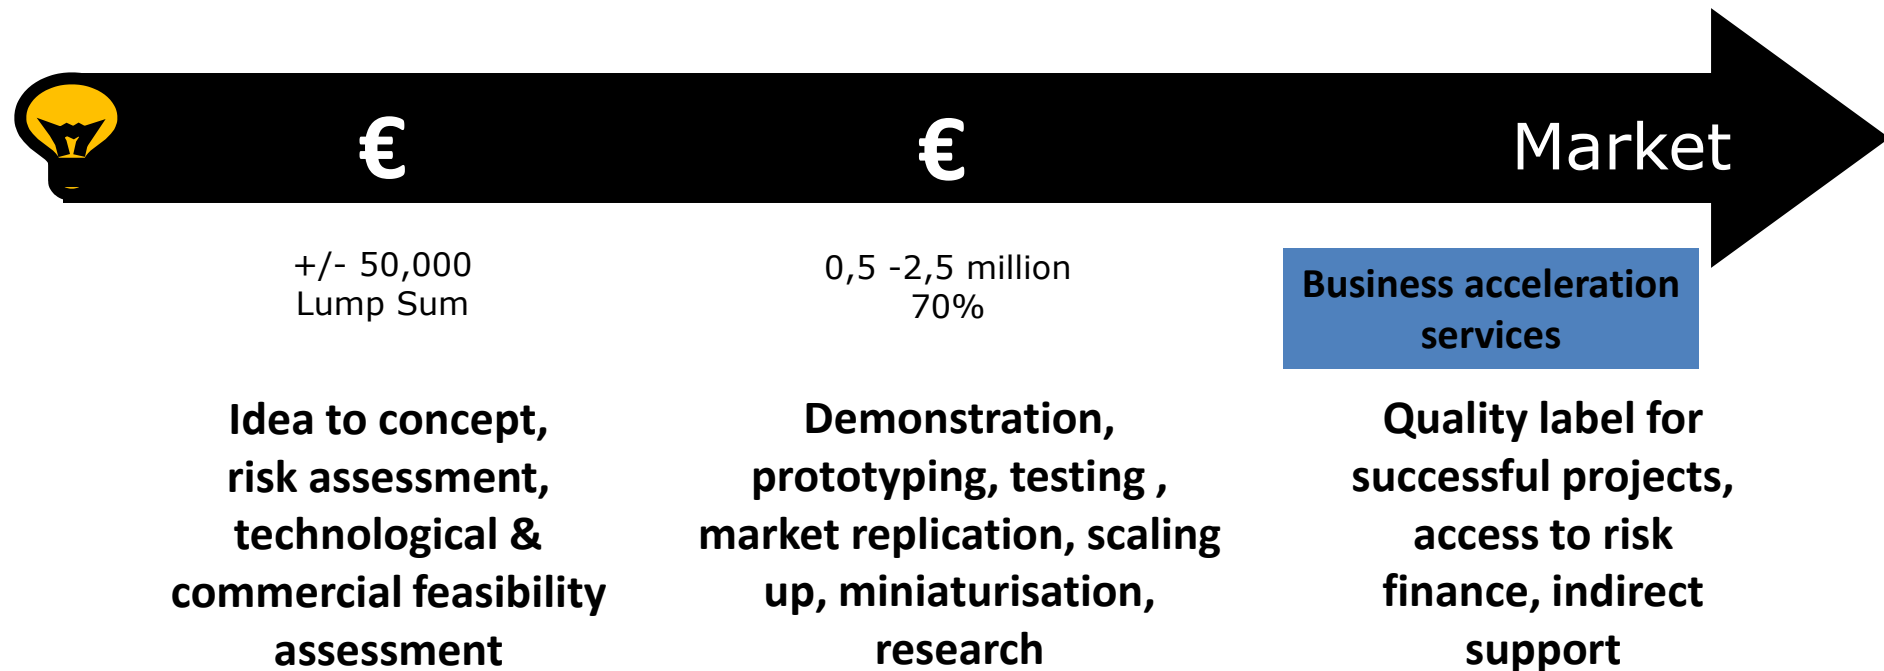 €
€
Market
+/- 50,000
Lump Sum
0,5 -2,5 million
70%
Business acceleration
services
Idea to concept,
risk assessment,
technological &
commercial feasibility
assessment
Demonstration,
prototyping, testing ,
market replication, scaling
up, miniaturisation,
research
Quality label for
successful projects,
access to risk
finance, indirect
support